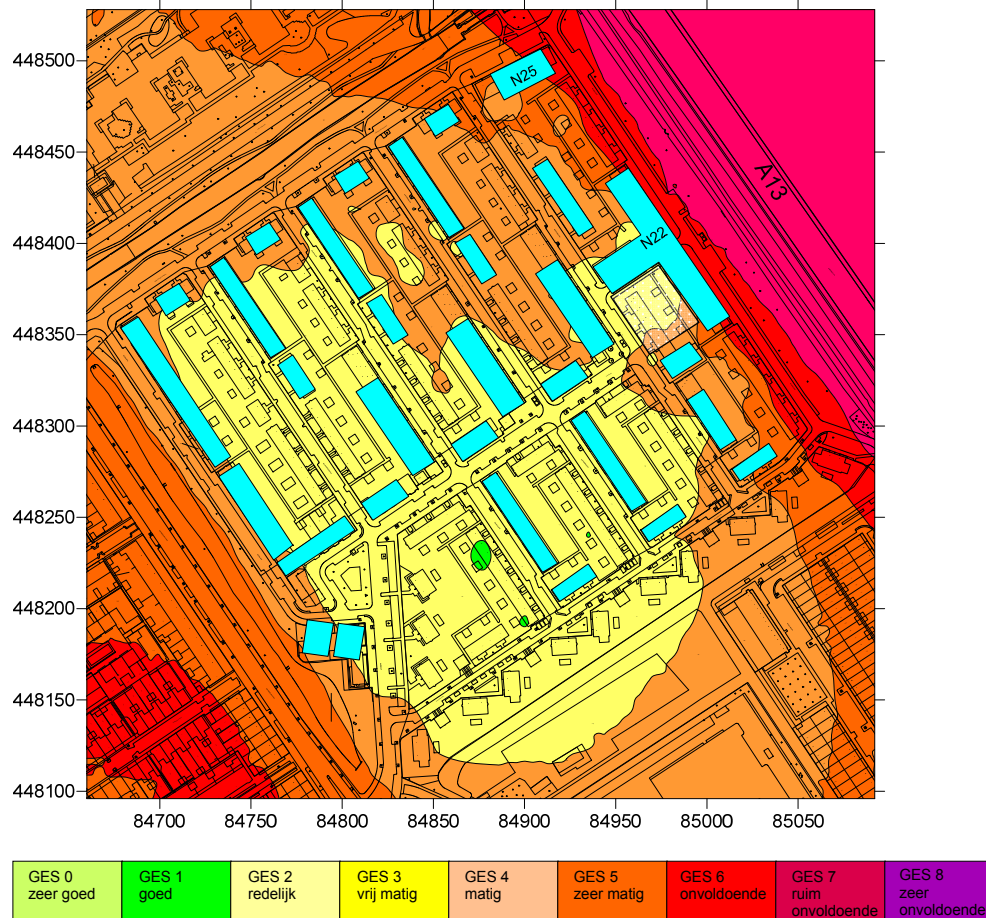 448500
448450
448400
448350
448300
448250
448200
448150
448100
N25
A13
N22
84700 84750 84800 84850 84900 84950 85000 85050
GES 0 GES 1 GES 2 GES 3 GES 4 GES 5 GES 6 GES 7 GES 8
zeer goed goed redelijk vrij matig matig zeer matig onvoldoende ruim zeer
onvoldoende onvoldoende